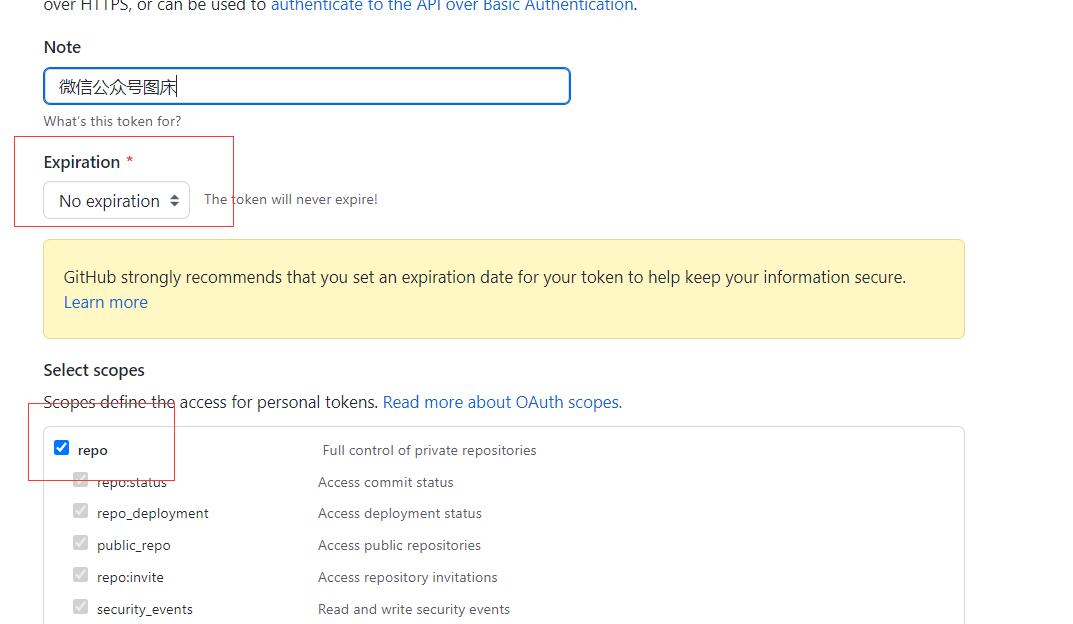 over HTTPS, or can be used to authenticate to the API over Basic Authentication.
Note
微信公众号图床
What's this token for?
Expiration *
No expiration The token will never expire!
GitHub strongly recommends that you set an expiration date for your token to help keep your information secure.
Learn more
Select scopes
Scopes define the access for personal tokens. Read more about OAuth scopes.
repo Full control of private repositories
repo:status Access commit status
repo_deployment Access deployment status
public_repo Access public repositories
repo:invite Access repository invitations
security_events Read and write security events